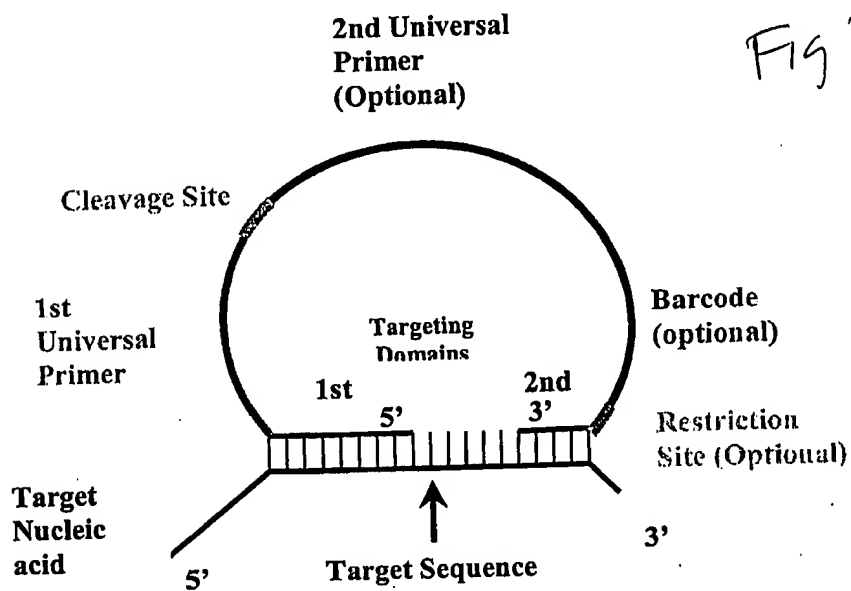 2nd Universal
Primer
(Optional)
Fig
Cleavage Site
1st
Universal
Primer
Targeting
Domains
Barcode
(optional)
1st
2nd
5'
3'
Restriction
Site (Optional)
Target
Nucleic
acid
5'
Target Sequence
3'